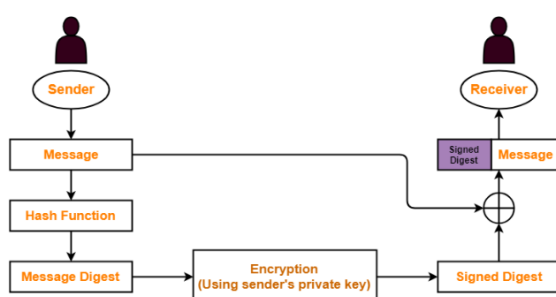 Sender
Receiver
Message
Signed
Digest
Message
Hash Function
Message Digest
Encryption
(Using sender's private key)
Signed Digest